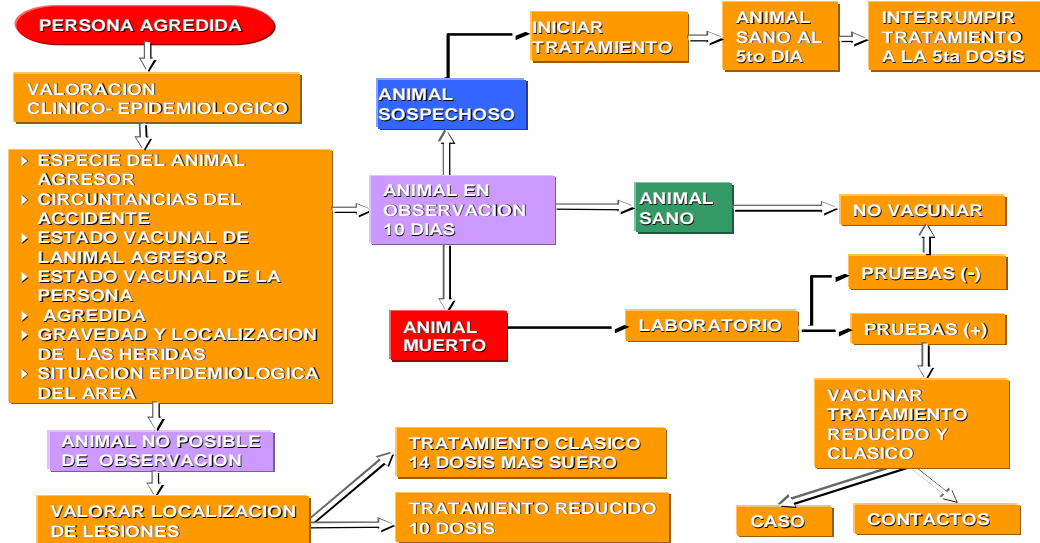 PERSONA AGREDIDA
VALORACION
CLINICO- EPIDEMIOLOGICO
ESPECIE DEL ANIMAL
AGRESOR
CIRCUNTANCIAS DEL
ACCIDENTE
ESTADO VACUNAL DE
LANIMAL AGRESOR
ESTADO VACUNAL DE LA
PERSONA
AGREDIDA
GRAVEDAD Y LOCALIZACION
DE LAS HERIDAS
SITUACION EPIDEMIOLOGICA
DEL AREA
ANIMAL NO POSIBLE
DE OBSERVACION
VALORAR LOCALIZACION
DE LESIONES
TRATAMIENTO CLASICO
14 DOSIS MAS SUERO
TRATAMIENTO REDUCIDO
10 DOSIS
ANIMAL EN
OBSERVACION
10 DIAS
ANIMAL
SOSPECHOSO
INICIAR
TRATAMIENTO
ANIMAL
SANO AL
5to DIA
INTERRUMPIR
TRATAMIENTO
A LA 5ta DOSIS
ANIMAL
SANO
NO VACUNAR
ANIMAL
MUERTO
LABORATORIO
PRUEBAS (-)
PRUEBAS (+)
VACUNAR
TRATAMIENTO
REDUCIDO Y
CLASICO
CASO
CONTACTOS